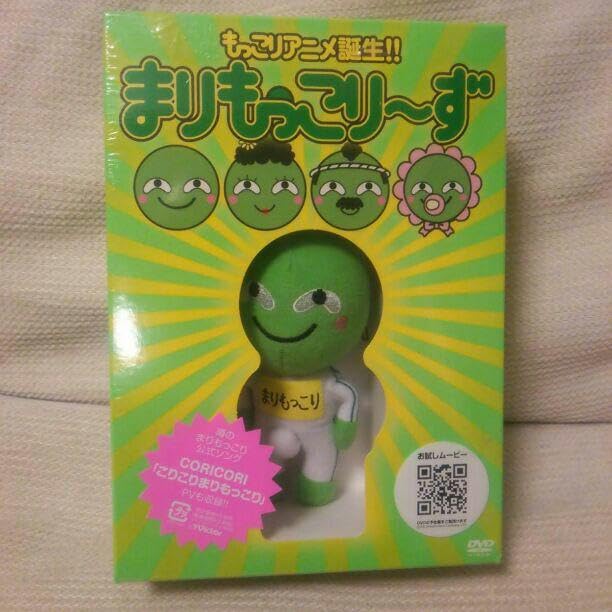 もっこりアニメ誕生!!
まりもっこり〜ず
まりもっこり
噂の
まりもっこり
公式ソング
CORICORI
「こりこりまりもっこり」
PVも収録!!
お試しムービー
DVD